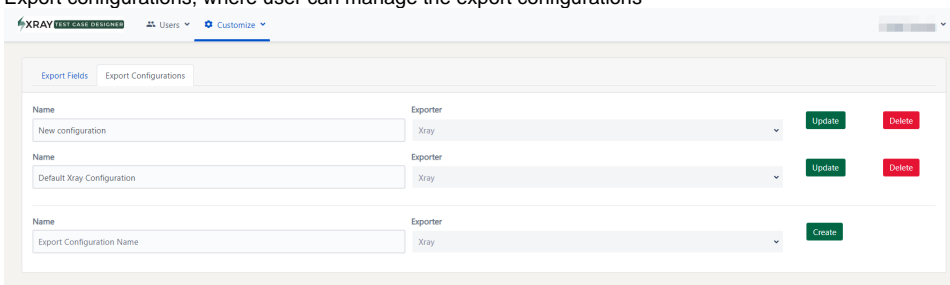 Export configurations, where user can manage the export configurations
XRAY TEST CASE DESIGNER Users Customize
Export Fields Export Configurations
Name Exporter
New configuration Xray Update Delete
Name Exporter
Default Xray Configuration Xray Update Delete
Name Exporter
Export Configuration Name Xray Create